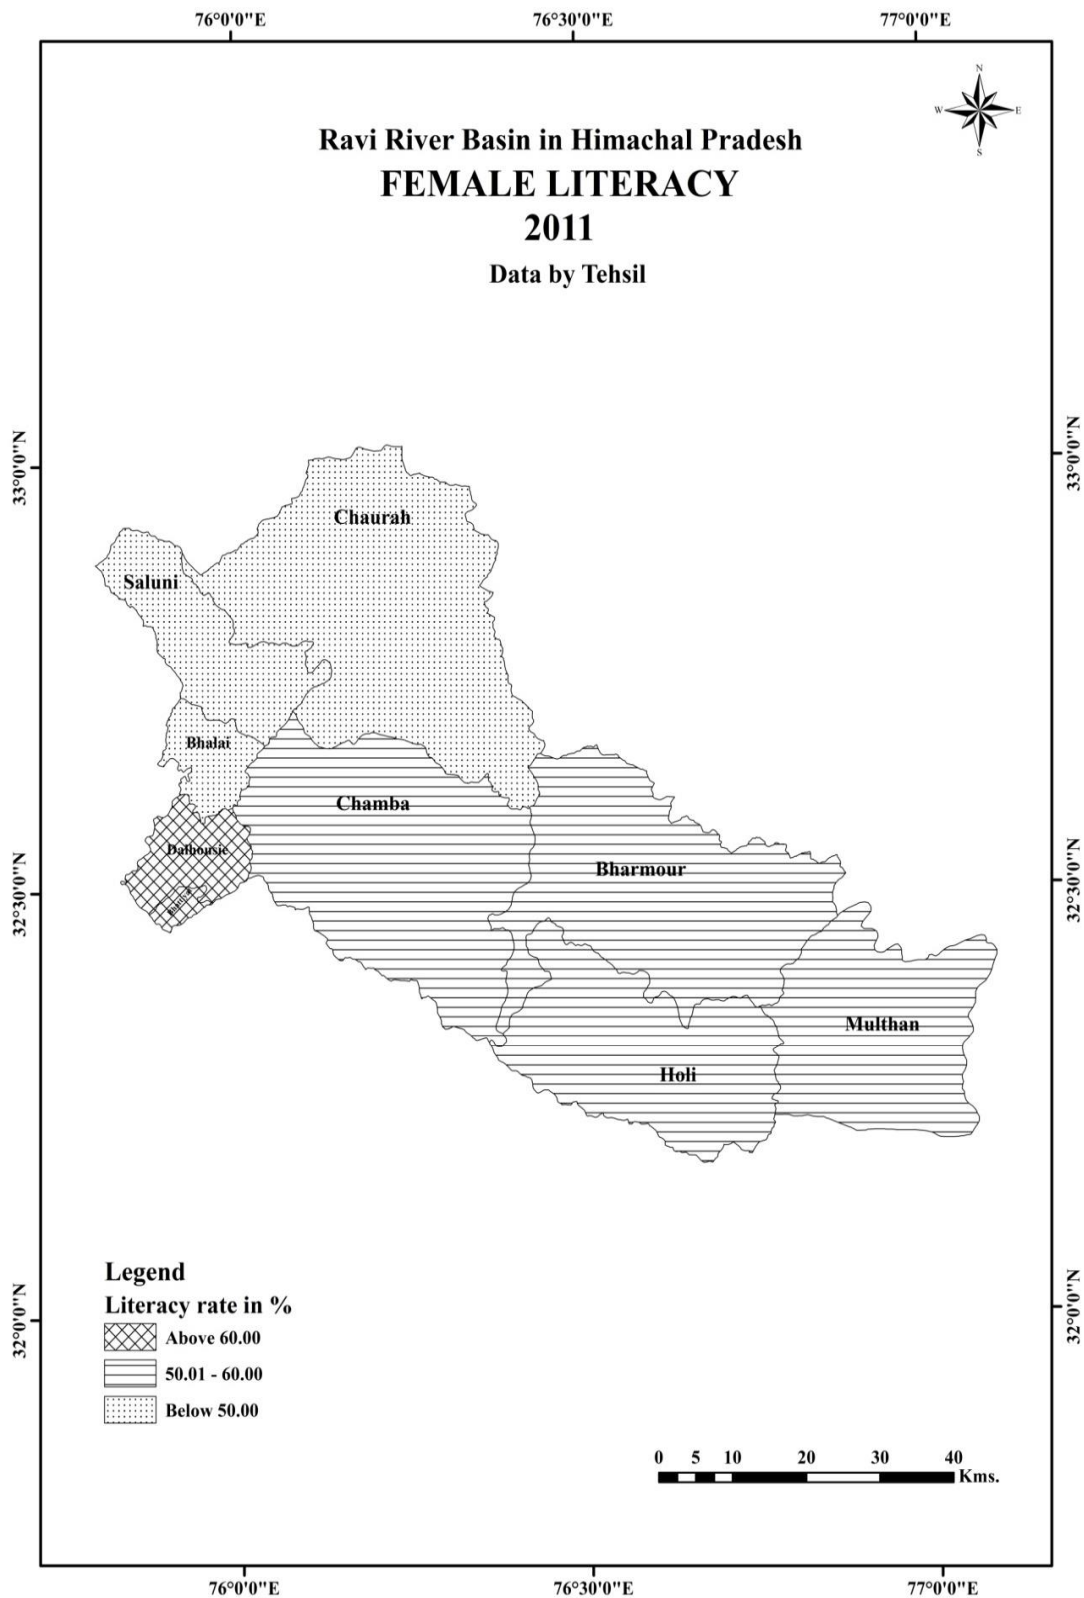 76°0'0"E 76°30'0"E 77°0'0"E
N
W E
S
Ravi River Basin in Himachal Pradesh
FEMALE LITERACY
2011
Data by Tehsil
33°0'0"N 33°0'0"N
Chaurah
Saluni
Bhalai
Chamba
Dalhousie
Bharmour
32°30'0"N 32°30'0"N
Multhan
Holi
Legend
Literacy rate in %
Above 60.00
50.01 - 60.00
Below 50.00
32°0'0"N 32°0'0"N
0 5 10 20 30 40
Kms.
76°0'0"E 76°30'0"E 77°0'0"E